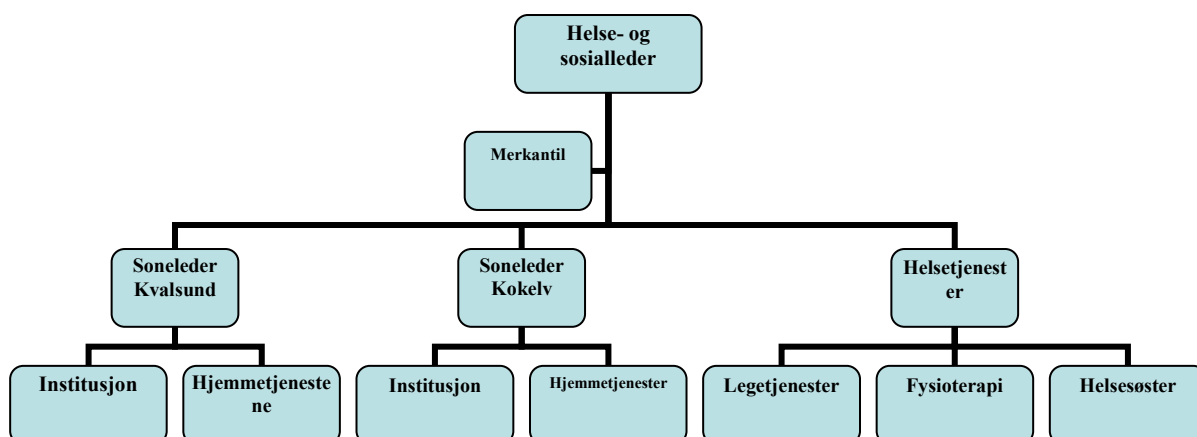 Helse- og
sosialleder
Merkantil
Soneleder
Kvalsund
Soneleder
Kokelv
Helsetjenest
er
Institusjon
Hjemmetjeneste
ne
Institusjon
Hjemmetjenester
Legetjenester
Fysioterapi
Helsesøster